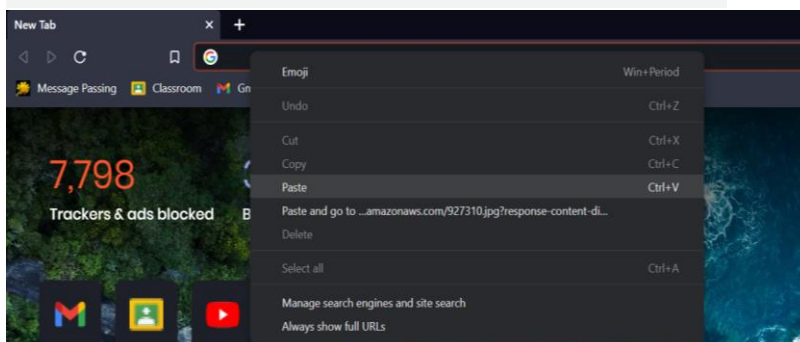 New Tab × +
Message Passing Classroom
Emoji Win+Period
Undo Ctrl+Z
Cut Ctrl+X
Copy Ctrl+C
Paste Ctrl+V
Paste and go to ...amazonaws.com/927310.jpg?response-content-di...
Delete
Select all Ctrl+A
Manage search engines and site search
Always show full URLs
7,798
Trackers & ads blocked